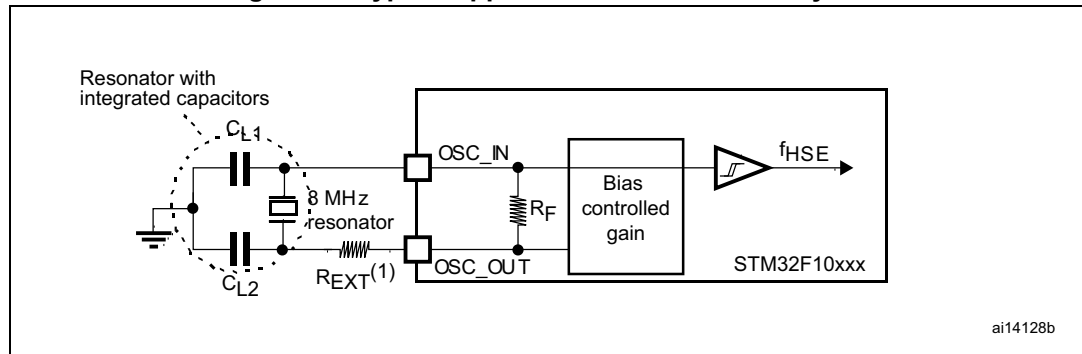 Resonator with
integrated capacitors
CL1
OSC_IN
fHSE
8 MHz
resonator
RF
Bias
controlled
gain
OSC_OUT
STM32F10xxx
REXT(1)
CL2
ai14128b